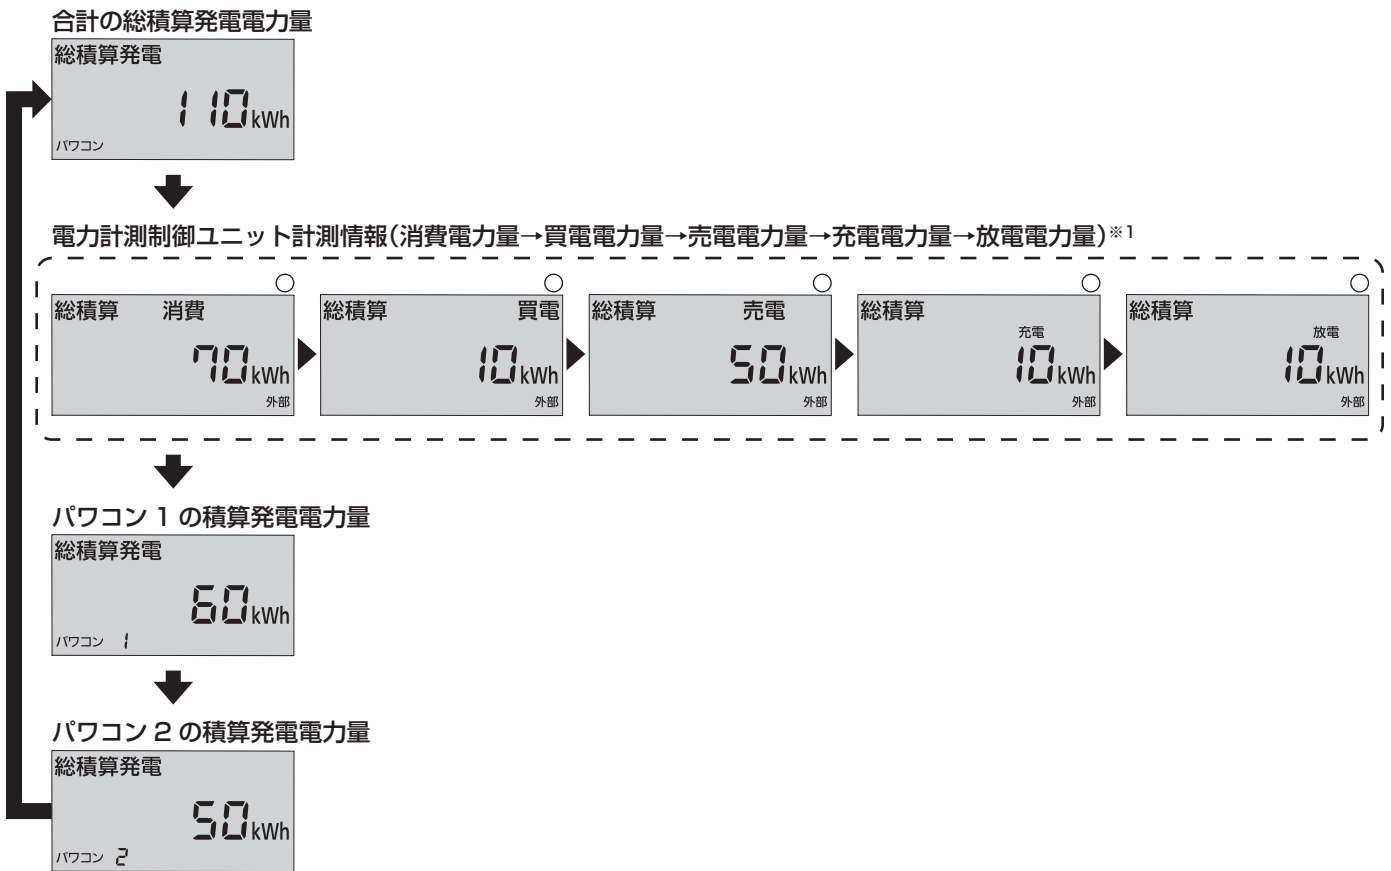 合計の総積算発電電力量
総積算発電
110kWh
パワコン
電力計測制御ユニット計測情報(消費電力量→買電電力量→売電電力量→充電電力量→放電電力量)※1
総積算 消費
70kWh
外部
総積算 買電
10kWh
外部
総積算 売電
50kWh
外部
総積算
充電
10kWh
外部
総積算
放電
10kWh
外部
パワコン 1 の積算発電電力量
総積算発電
60kWh
パワコン 1
パワコン 2 の積算発電電力量
総積算発電
50kWh
パワコン 2